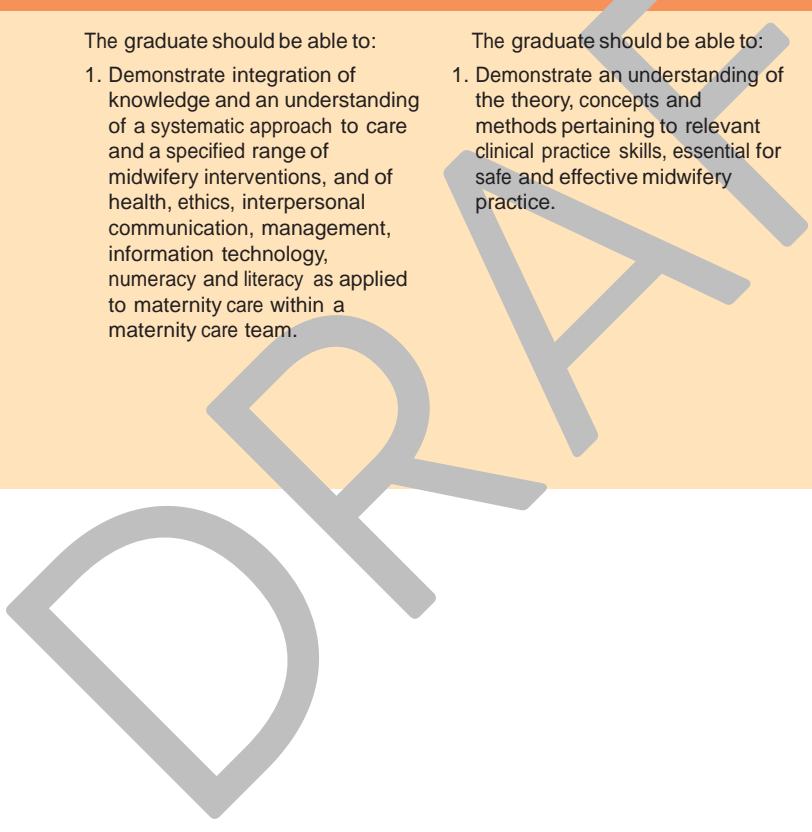 The graduate should be able to:
1. Demonstrate integration of
knowledge and an understanding
of a systematic approach to care
and a specified range of
midwifery interventions, and of
health, ethics, interpersonal
communication, management,
information technology,
numeracy and literacy as applied
to maternity care within a
maternity care team.
The graduate should be able to:
1. Demonstrate an understanding of
the theory, concepts and
methods pertaining to relevant
clinical practice skills, essential for
safe and effective midwifery
practice.
DRAF